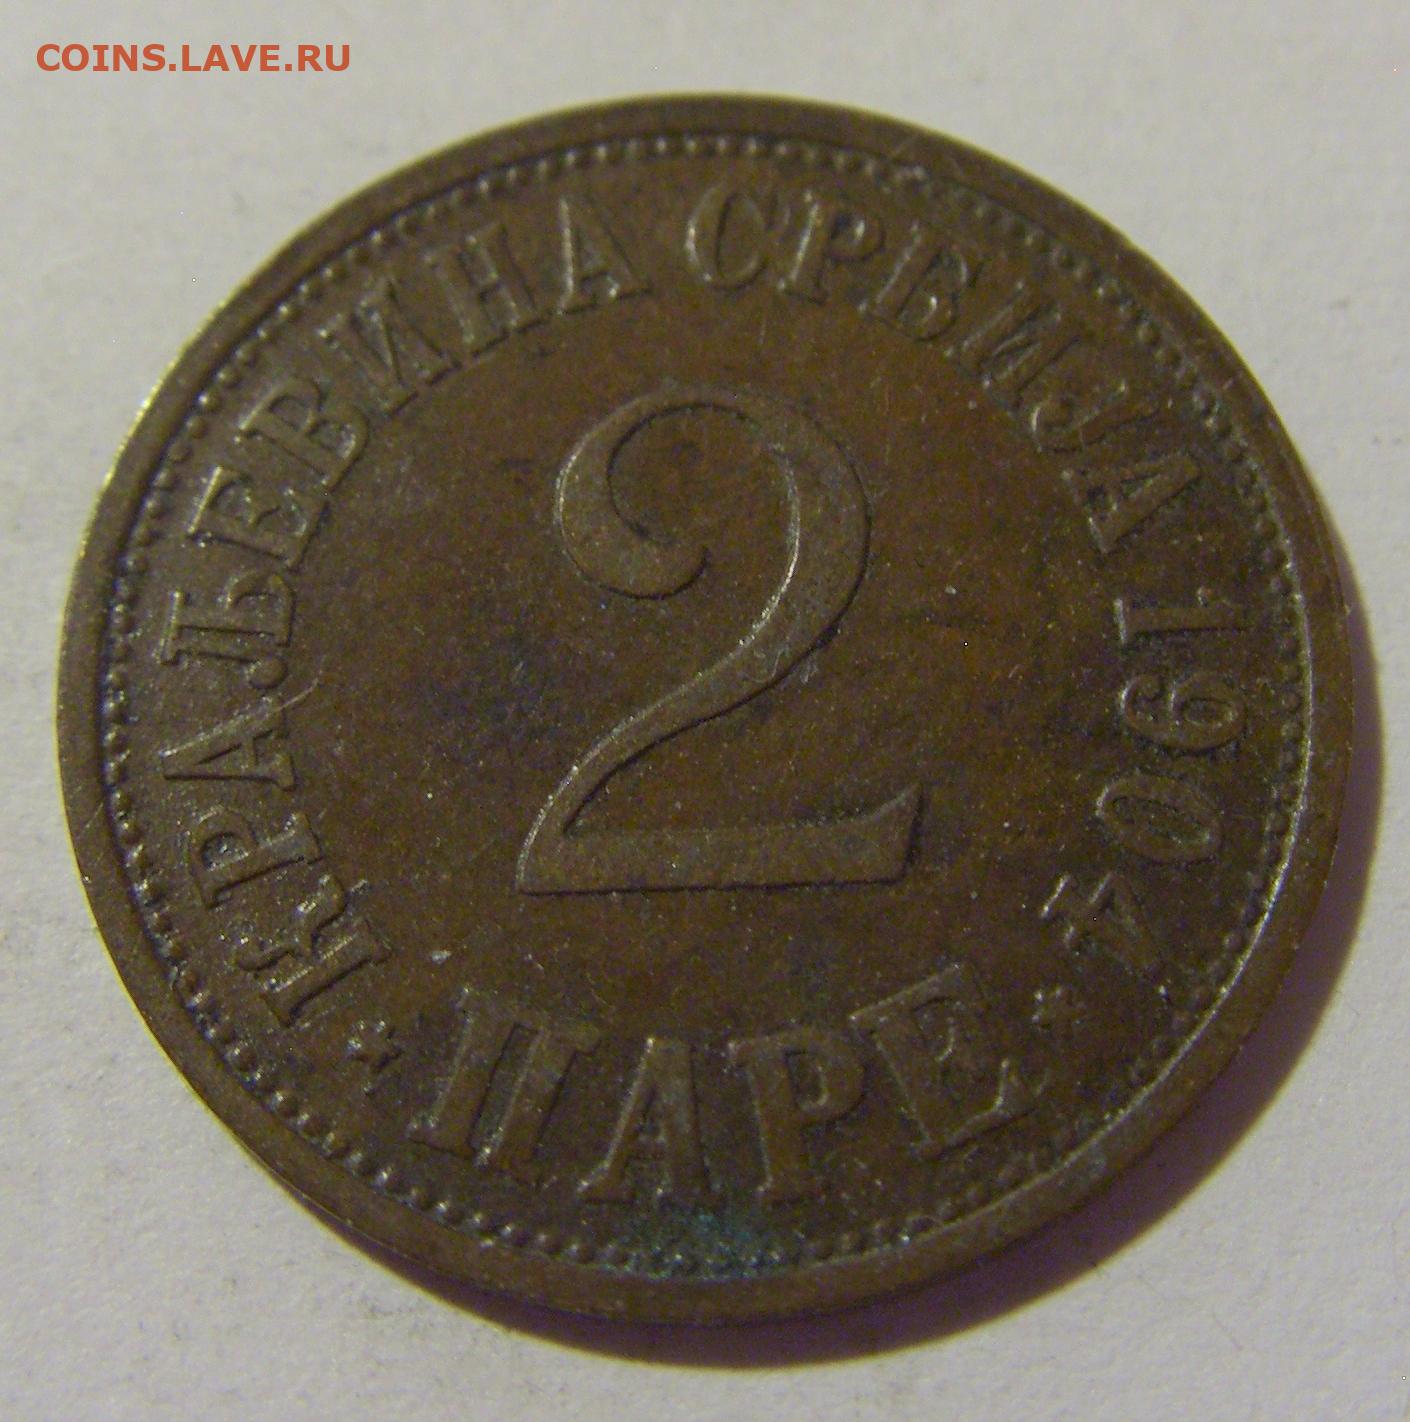 COINS.LAVE.RU
КРАЉЕВИНА СРБИЈА 1904
2
* ПАРЕ *